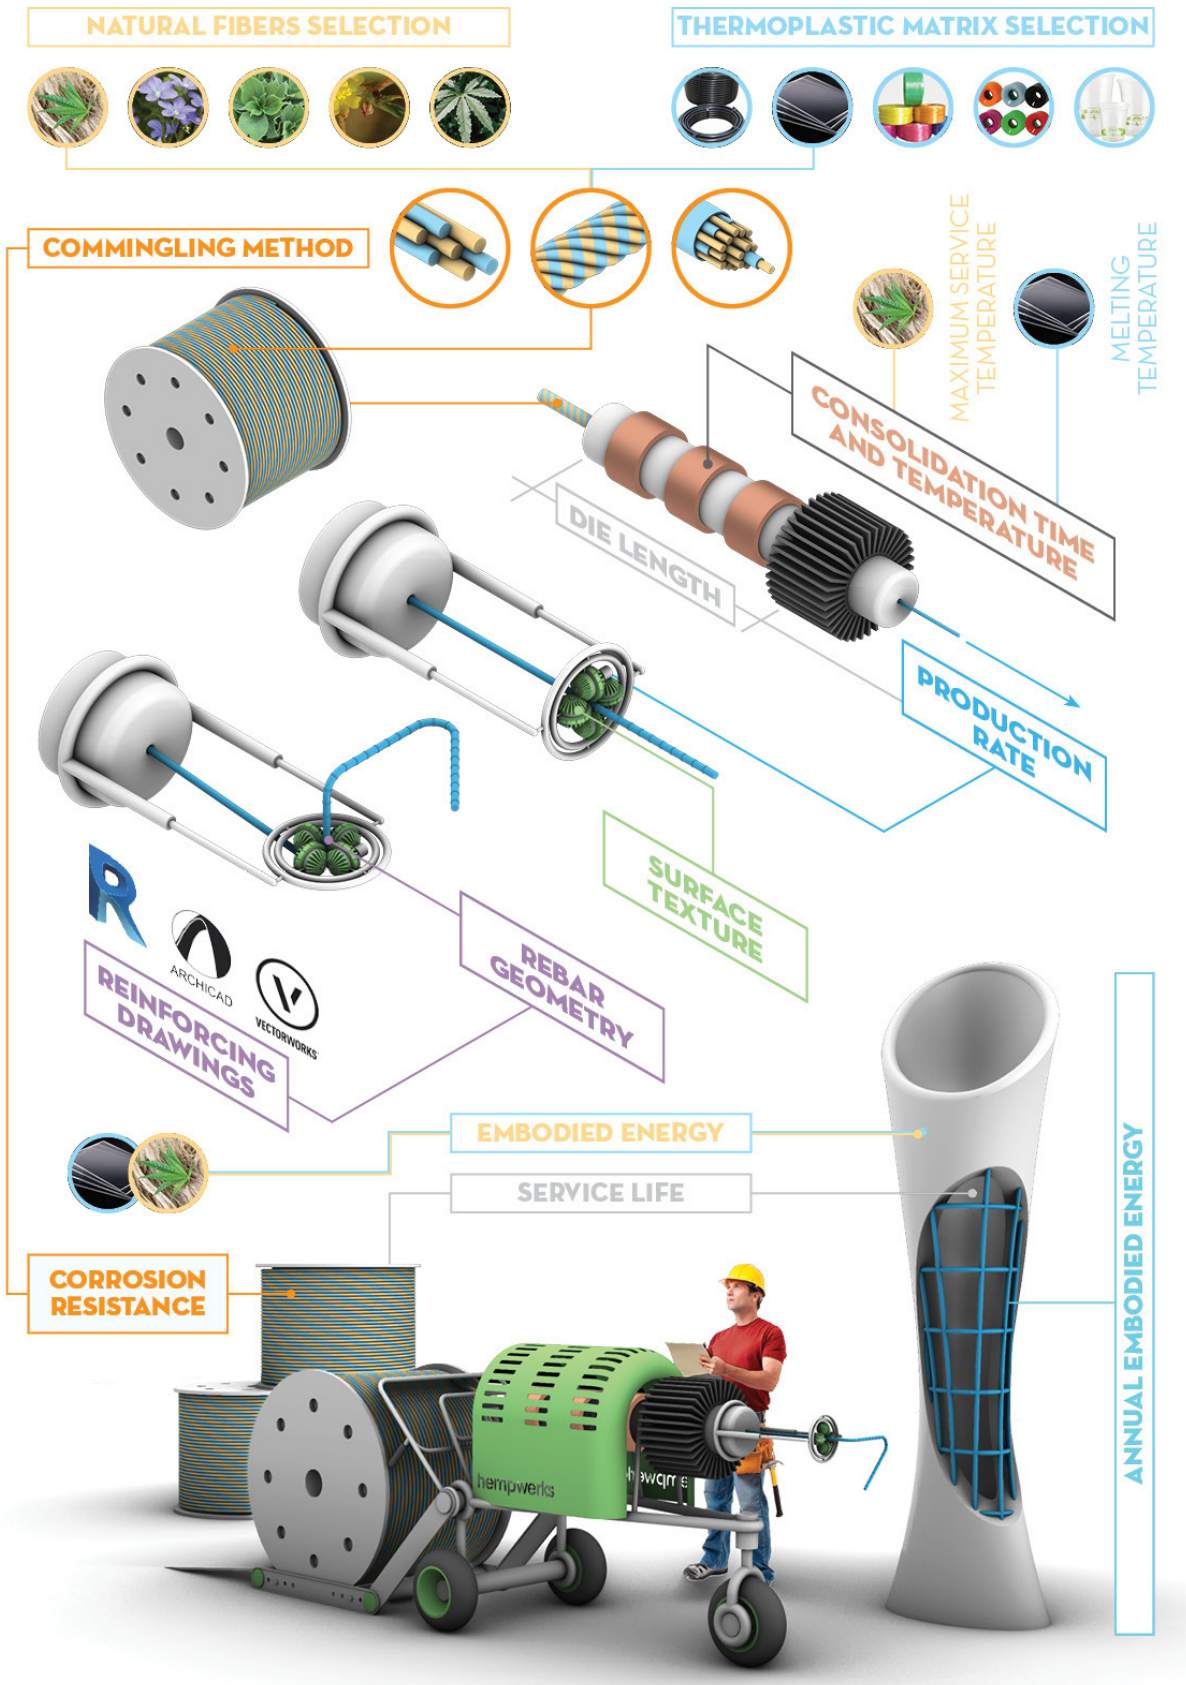 NATURAL FIBERS SELECTION
THERMOPLASTIC MATRIX SELECTION
COMMINGLING METHOD
MAXIMUM SERVICE
TEMPERATURE
MELTING
TEMPERATURE
CONSOLIDATION TIME
AND TEMPERATURE
DIE LENGTH
PRODUCTION
RATE
SURFACE
TEXTURE
REBAR
GEOMETRY
R
ARCHICAD
V
VECTORWORKS
REINFORCING
DRAWINGS
EMBODIED ENERGY
SERVICE LIFE
ANNUAL EMBODIED ENERGY
CORROSION
RESISTANCE
hempwerks